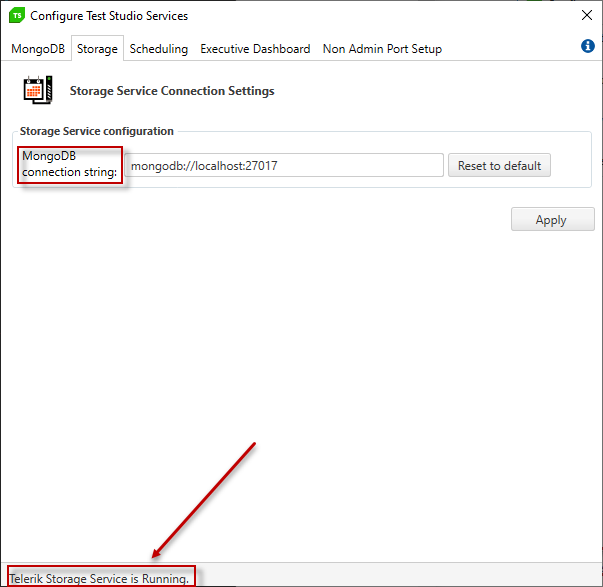 TS Configure Test Studio Services
MongoDB Storage Scheduling Executive Dashboard Non Admin Port Setup
Storage Service Connection Settings
Storage Service configuration
MongoDB
connection string:
mongodb://localhost:27017
Reset to default
Apply
Telerik Storage Service is Running.